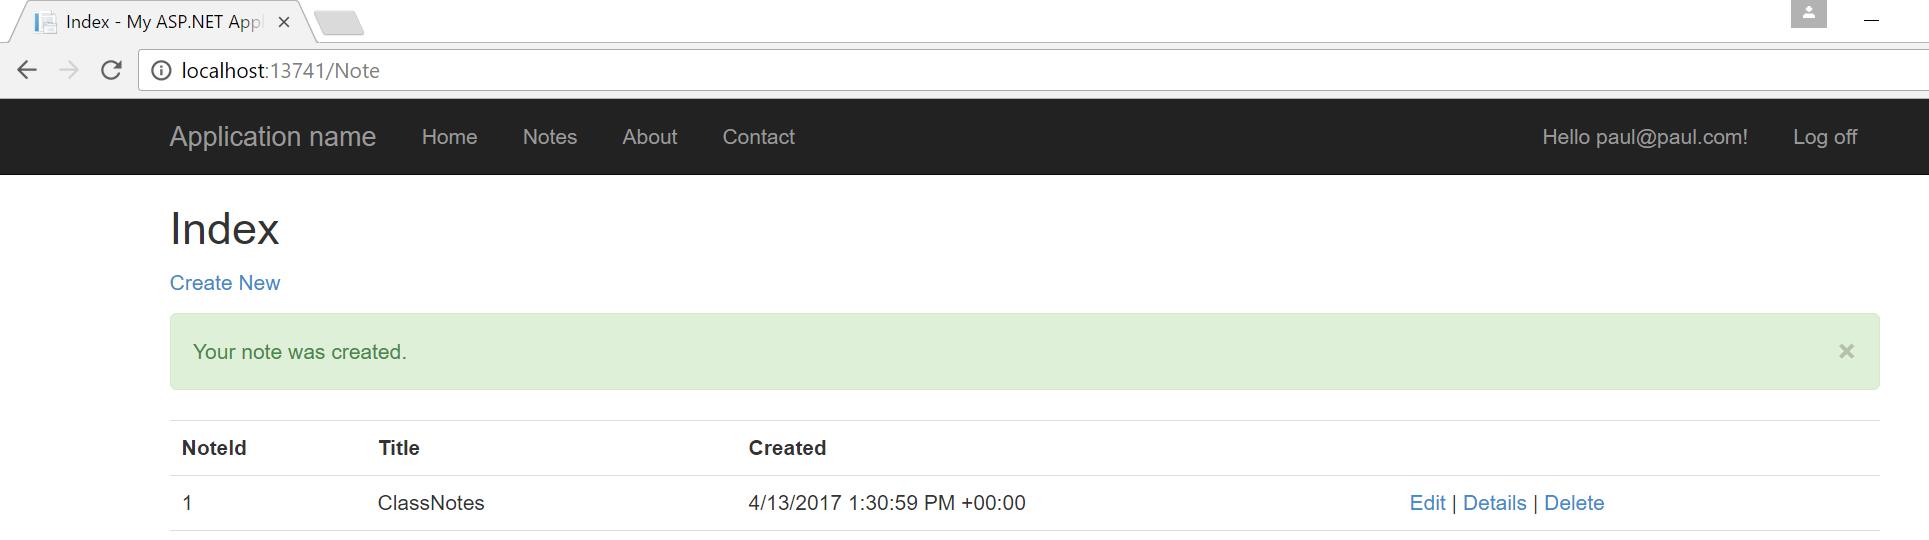 Index - My ASP.NET App
localhost:13741/Note
Application name Home Notes About Contact Hello paul@paul.com! Log off
Index
Create New
Your note was created. ×
NoteId Title Created
1 ClassNotes 4/13/2017 1:30:59 PM +00:00 Edit | Details | Delete